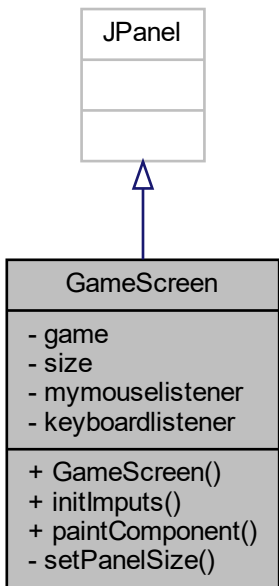 JPanel
GameScreen
- game
- size
- mymouselistener
- keyboardlistener
+ GameScreen()
+ initImputs()
+ paintComponent()
- setPanelSize()